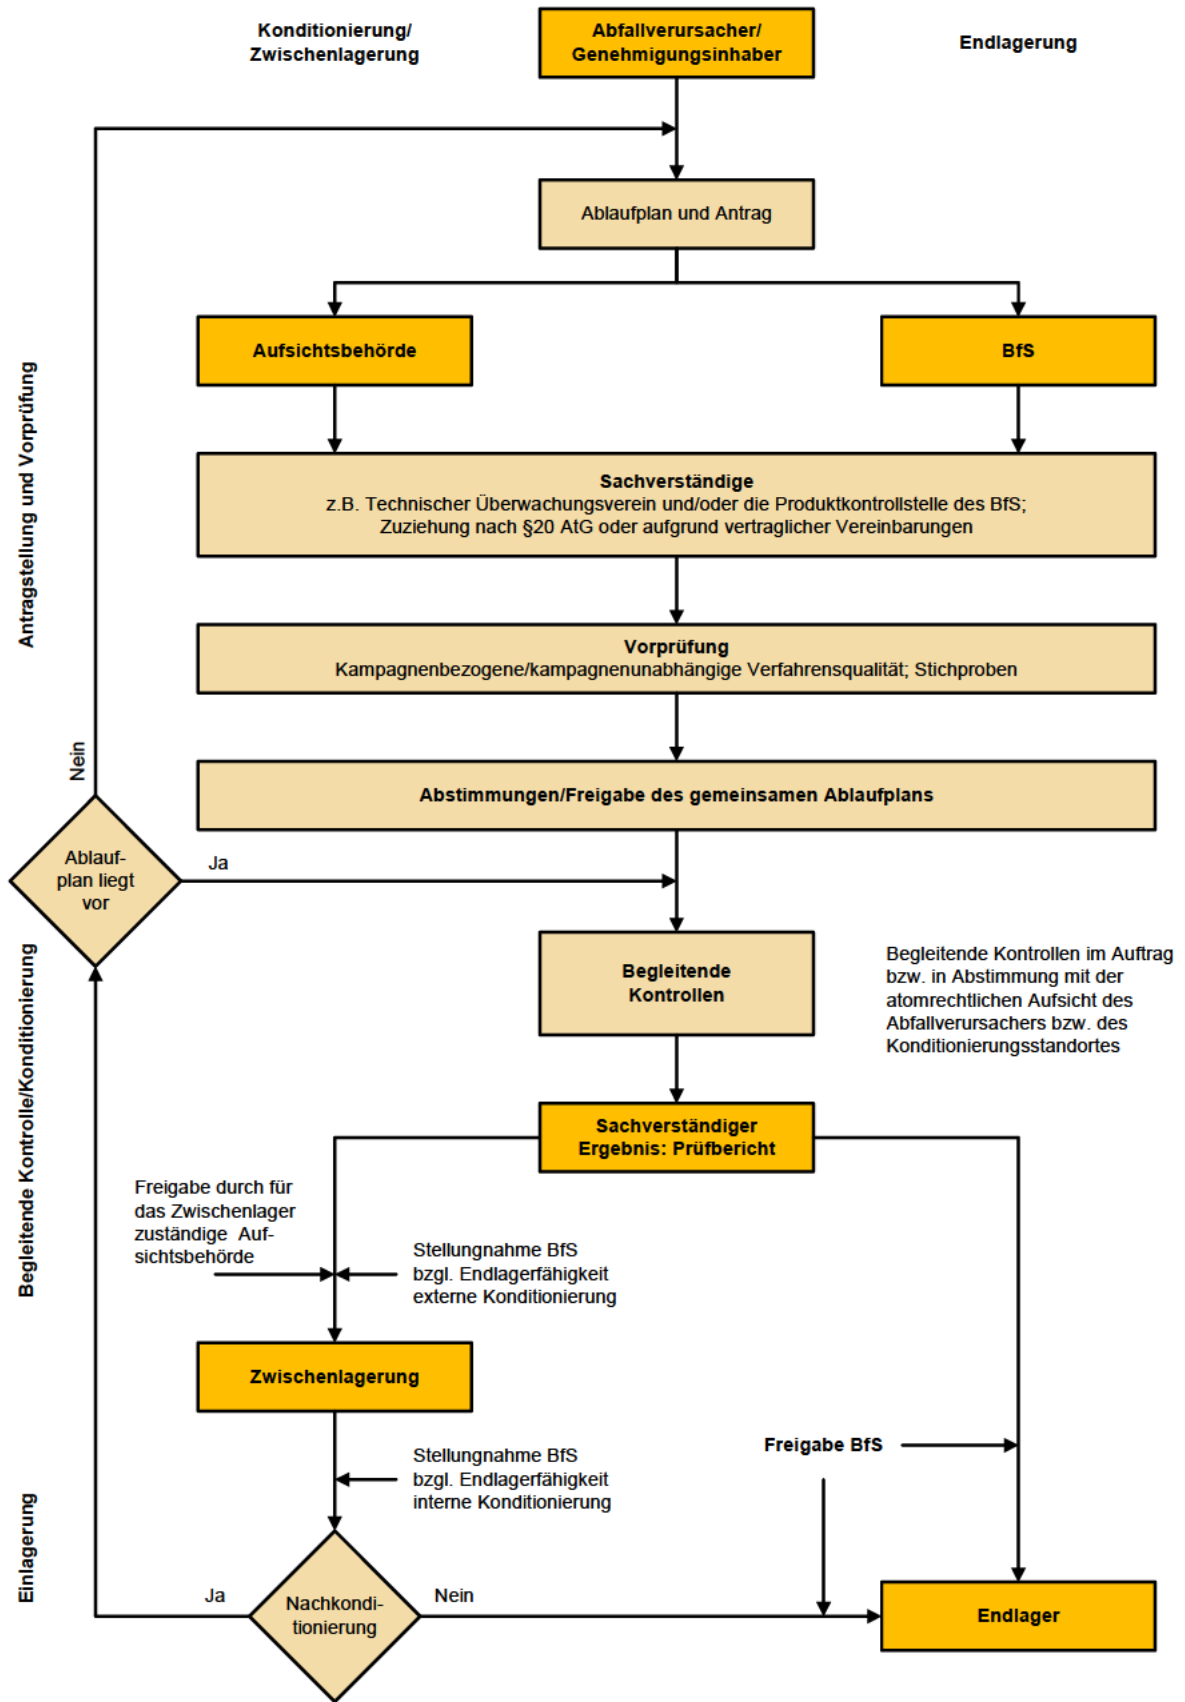 Konditionierung/
Zwischenlagerung
Abfallverursacher/
Genehmigungsinhaber
Endlagerung
Ablaufplan und Antrag
Antragstellung und Vorprüfung
Aufsichtsbehörde
BfS
Sachverständige
z.B. Technischer Überwachungsverein und/oder die Produktkontrollstelle des BfS;
Zuziehung nach §20 AtG oder aufgrund vertraglicher Vereinbarungen
Vorprüfung
Kampagnenbezogene/kampagnenunabhängige Verfahrensqualität; Stichproben
Nein
Abstimmungen/Freigabe des gemeinsamen Ablaufplans
Ablauf-
plan liegt
vor
Ja
Begleitende Kontrolle/Konditionierung
Begleitende
Kontrollen
Begleitende Kontrollen im Auftrag
bzw. in Abstimmung mit der
atomrechtlichen Aufsicht des
Abfallverursachers bzw. des
Konditionierungsstandortes
Sachverständiger
Ergebnis: Prüfbericht
Freigabe durch für
das Zwischenlager
zuständige Auf-
sichtsbehörde
Stellungnahme BfS
bzgl. Endlagerfähigkeit
externe Konditionierung
Zwischenlagerung
Freigabe BfS
Stellungnahme BfS
bzgl. Endlagerfähigkeit
interne Konditionierung
Einlagerung
Ja
Nachkondi-
tionierung
Nein
Endlager